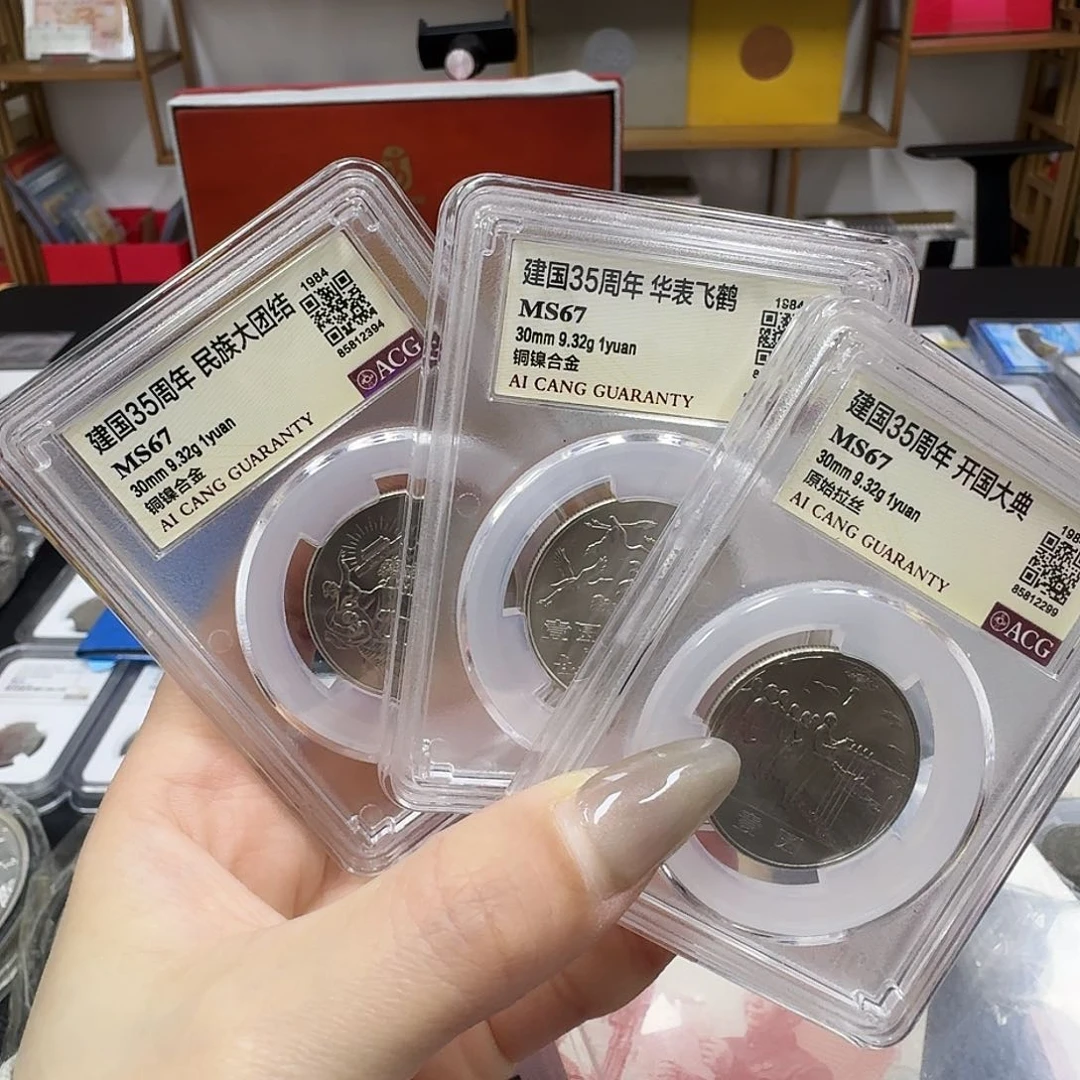 建国35周年 民族大团结
1984
MS67
30mm 9.32g 1yuan
铜镍合金
AI CANG GUARANTY
85812394
ACG
建国35周年 华表飞鹤
1984
MS67
30mm 9.32g 1yuan
铜镍合金
AI CANG GUARANTY
建国35周年 开国大典
MS67
30mm 9.32g 1yuan
原始拉丝
AI CANG GUARANTY
85812299
ACG